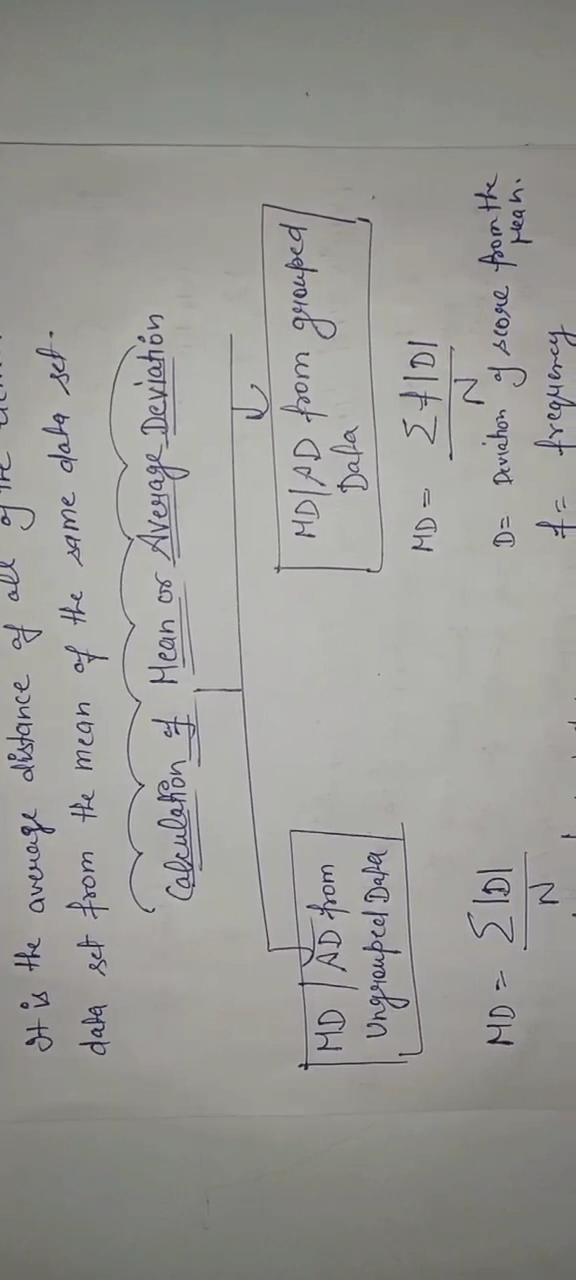 It is the average distance of all of the
data set from the mean of the same data set.
Calculation of Mean or Average Deviation
MD / AD from
Ungrouped Data
MD = Σ|D| / N
MD/AD from grouped
Data
MD = Σf|D| / N
D = Deviation of score from the
Mean.
f = frequency